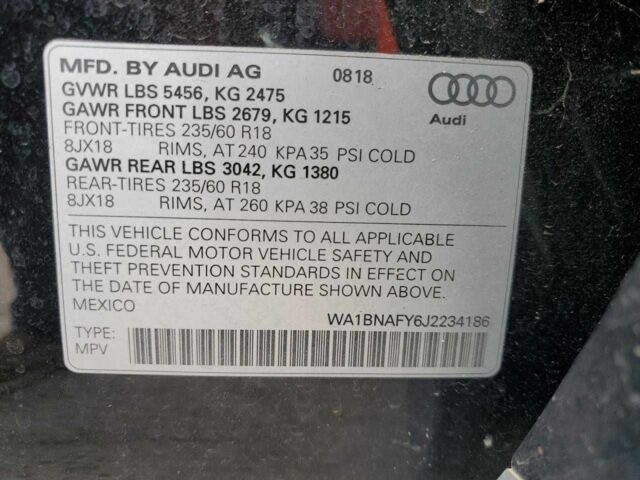 MFD. BY AUDI AG 0818
GVWR LBS 5456, KG 2475
GAWR FRONT LBS 2679, KG 1215
Audi
FRONT-TIRES 235/60 R18
8JX18 RIMS, AT 240 KPA 35 PSI COLD
GAWR REAR LBS 3042, KG 1380
REAR-TIRES 235/60 R18
8JX18 RIMS, AT 260 KPA 38 PSI COLD
THIS VEHICLE CONFORMS TO ALL APPLICABLE
U.S. FEDERAL MOTOR VEHICLE SAFETY AND
THEFT PREVENTION STANDARDS IN EFFECT ON
THE DATE OF MANUFACTURE SHOWN ABOVE.
MEXICO WA1BNAFY6J2234186
TYPE:
MPV